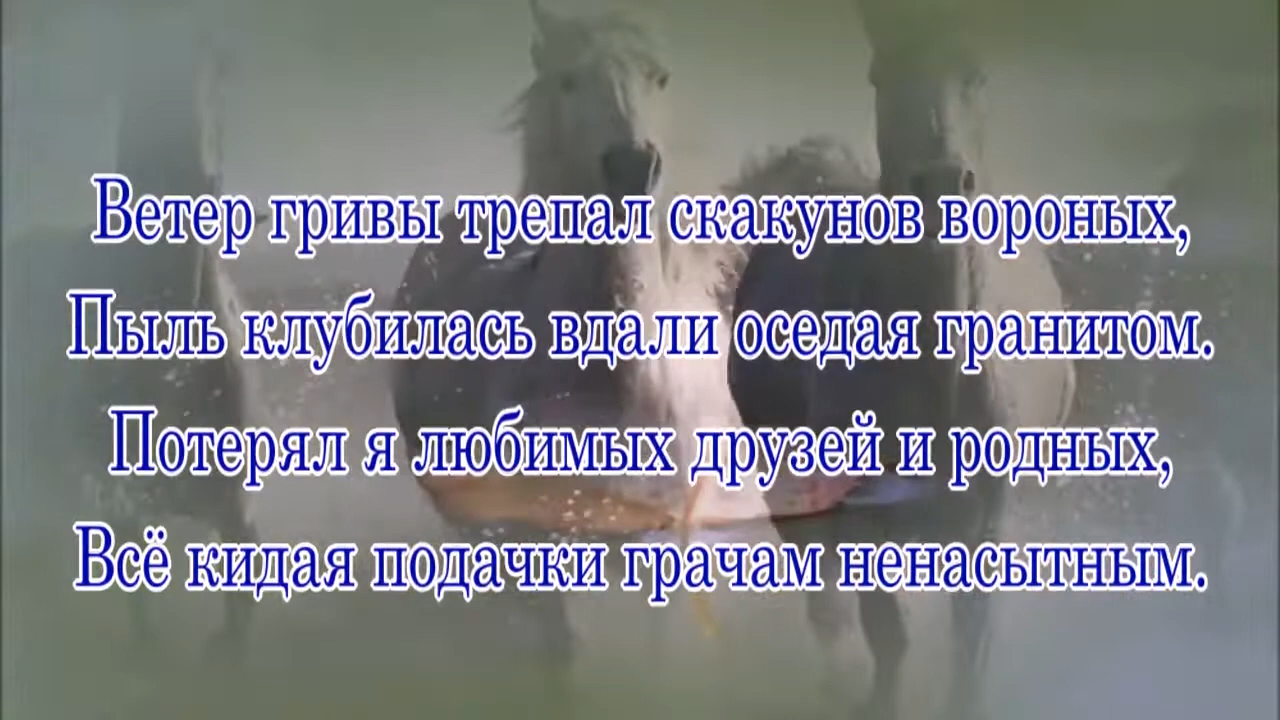 Ветер гривы трепал скакунов вороных,
Пыль клубилась вдали оседая гранитом.
Потерял я любимых друзей и родных,
Всё кидая подачки грачам ненасытным.